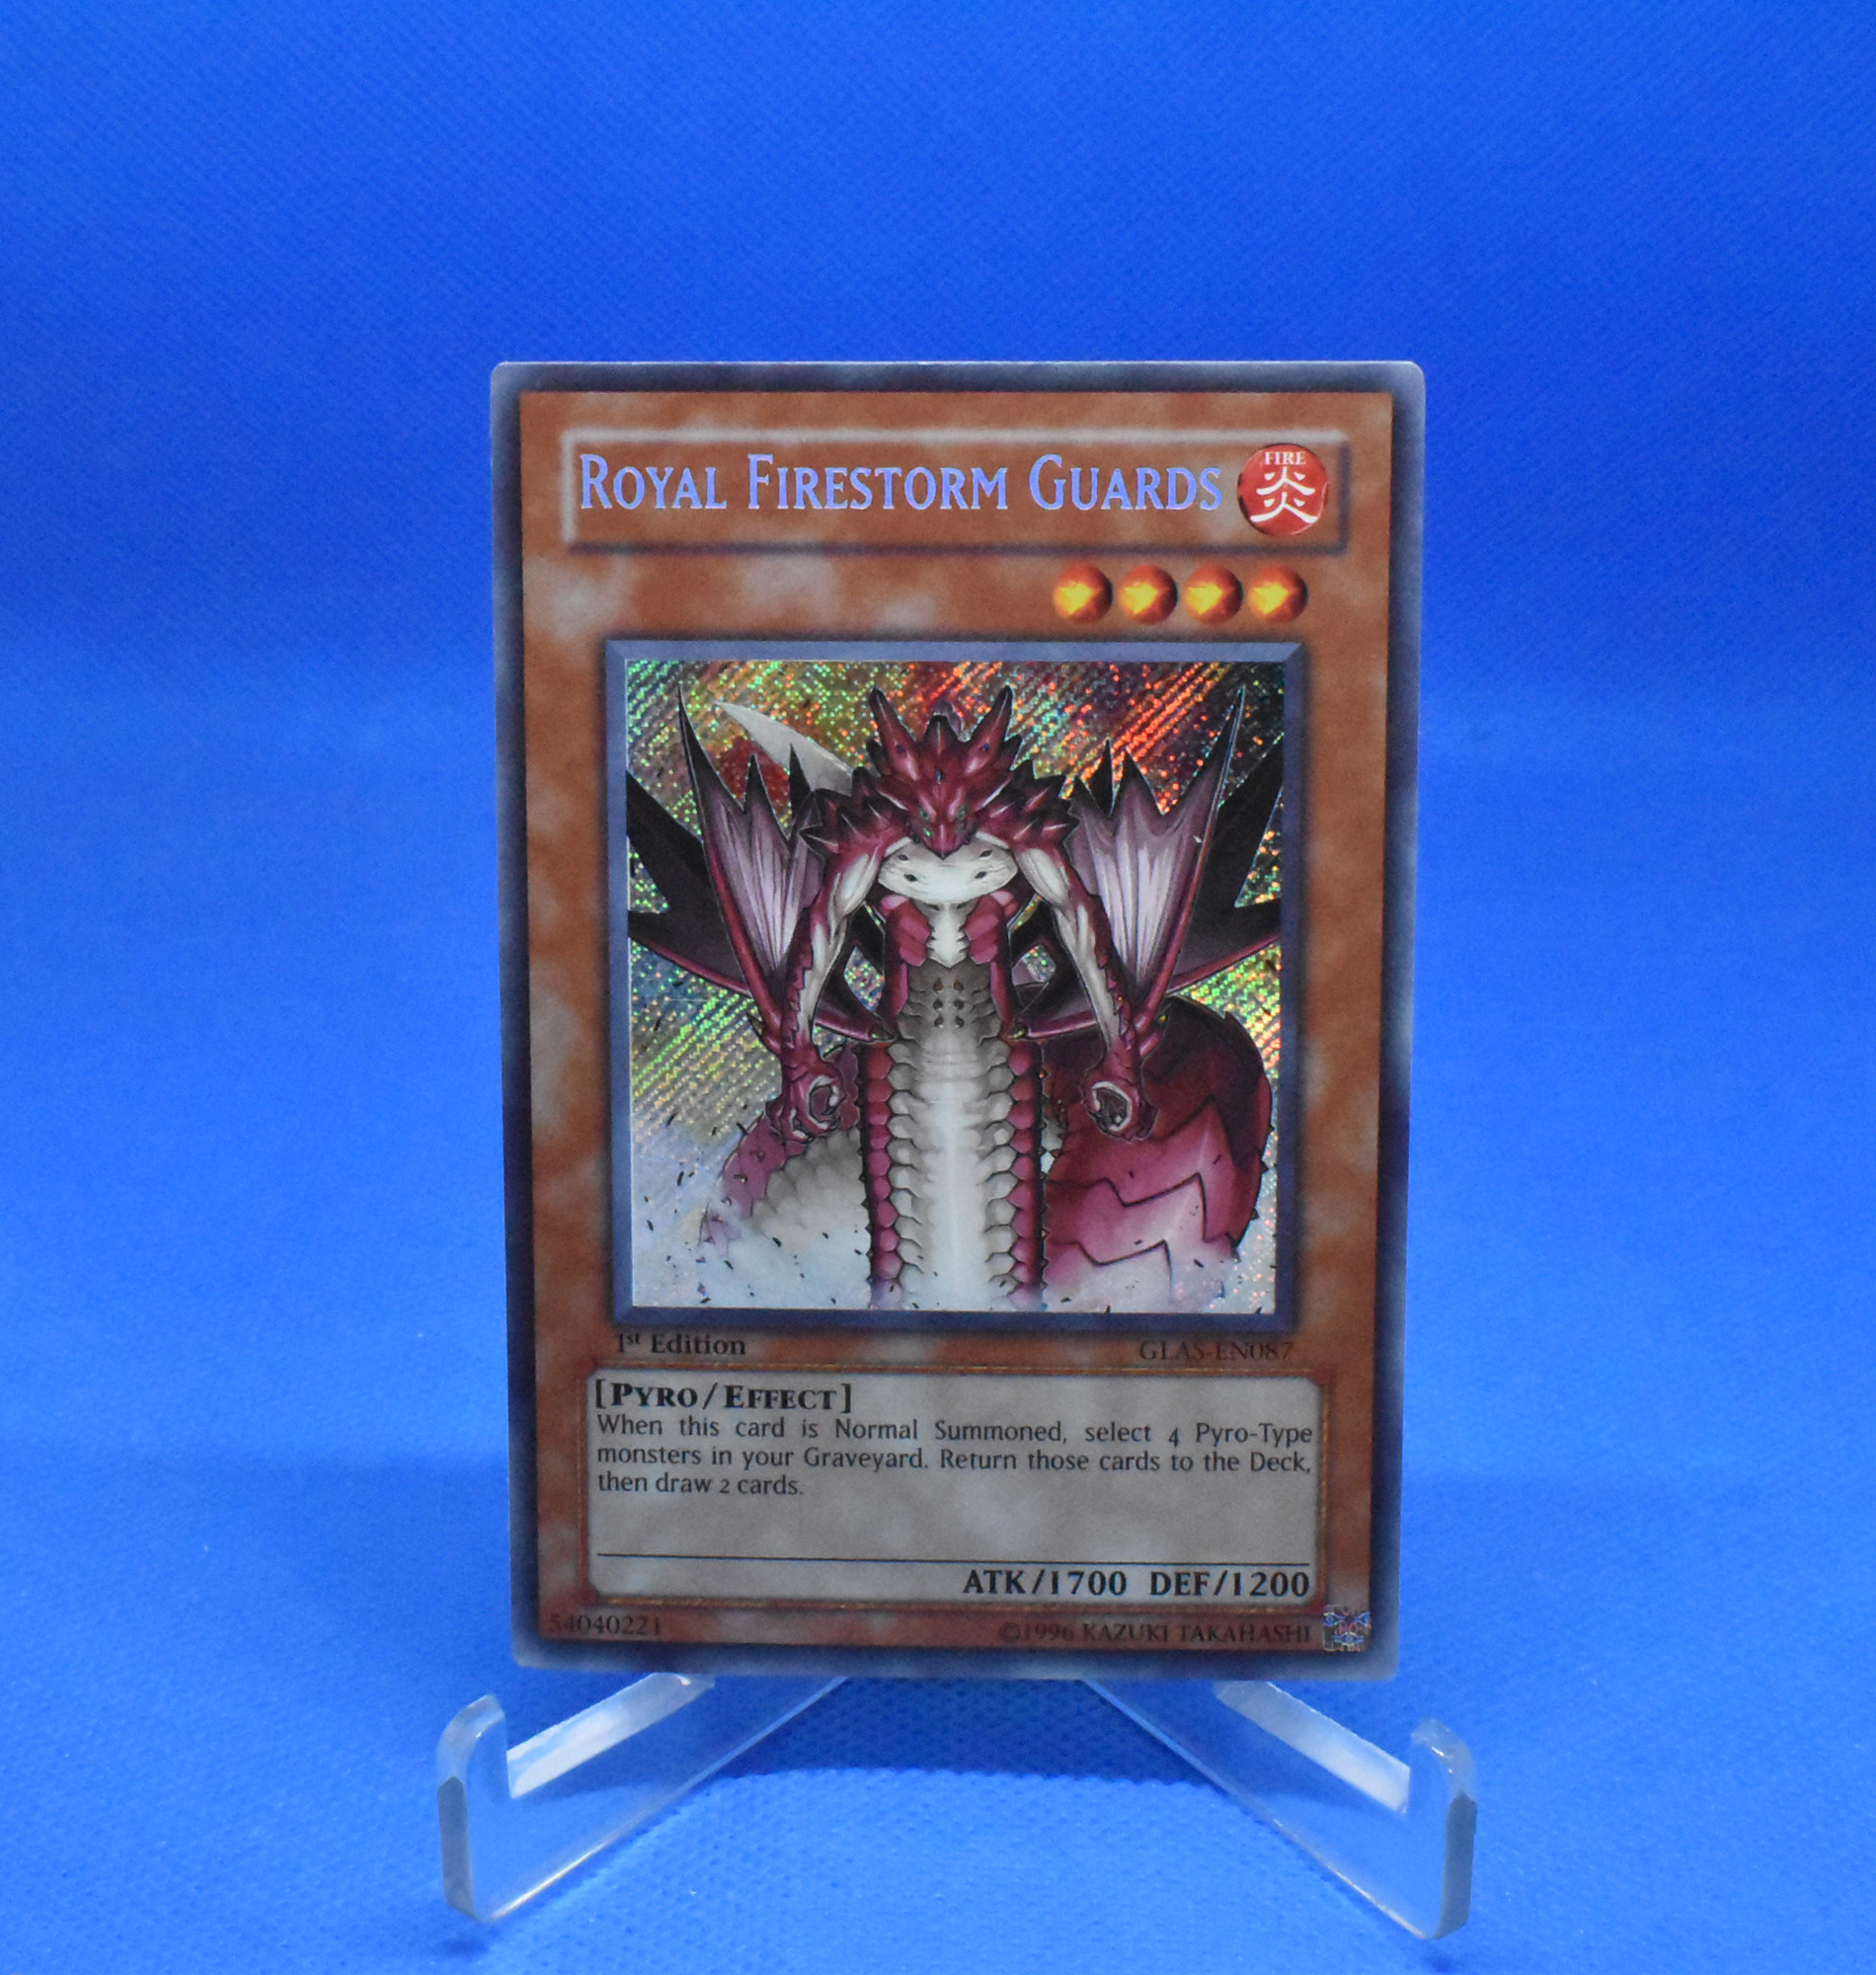 ROYAL FIRESTORM GUARDS
FIRE
炎
1st Edition
GLAS-EN087
[PYRO/EFFECT]
When this card is Normal Summoned, select 4 Pyro-Type
monsters in your Graveyard. Return those cards to the Deck,
then draw 2 cards.
ATK/1700 DEF/1200
54040221
©1996 KAZUKI TAKAHASHI